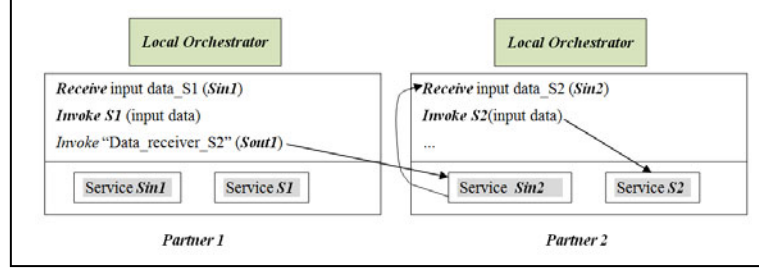 Local Orchestrator
Receive input data_S1 (Sin1)
Invoke S1 (input data)
Invoke “Data_receiver_S2” (Sout1)
Service Sin1
Service S1
Partner 1
Local Orchestrator
Receive input data_S2 (Sin2)
Invoke S2(input data)
...
Service Sin2
Service S2
Partner 2